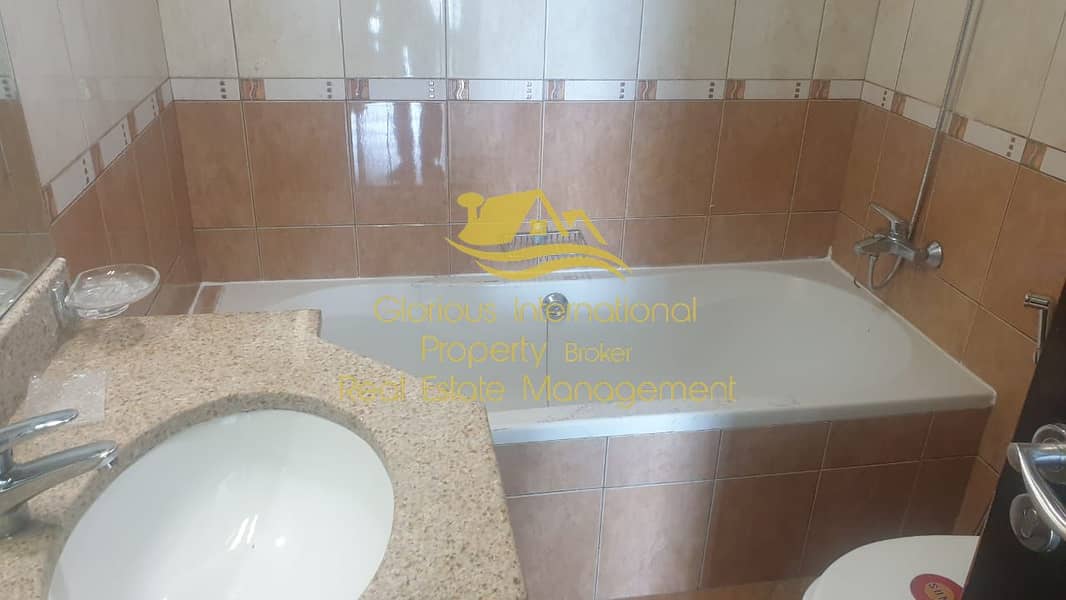 Glorious International
Property Broker
Real Estate Management